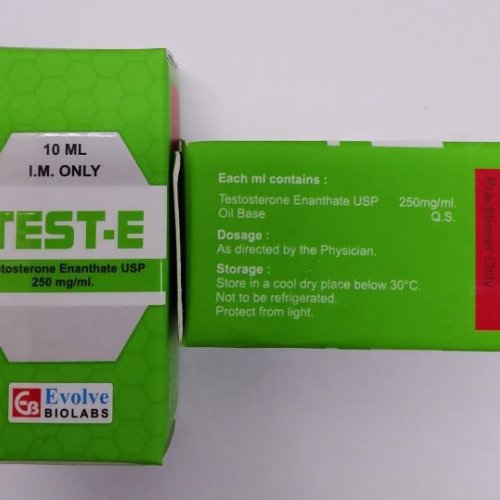 10 ML
I.M. ONLY
TEST-E
tosterone Enanthate USP
250 mg/ml.
EB Evolve
BIOLABS
Each ml contains :
Testosterone Enanthate USP 250mg/ml.
Oil Base Q.S.
Dosage :
As directed by the Physician.
Storage :
Store in a cool dry place below 30°C.
Not to be refrigerated.
Protect from light.
Practitioner Only.